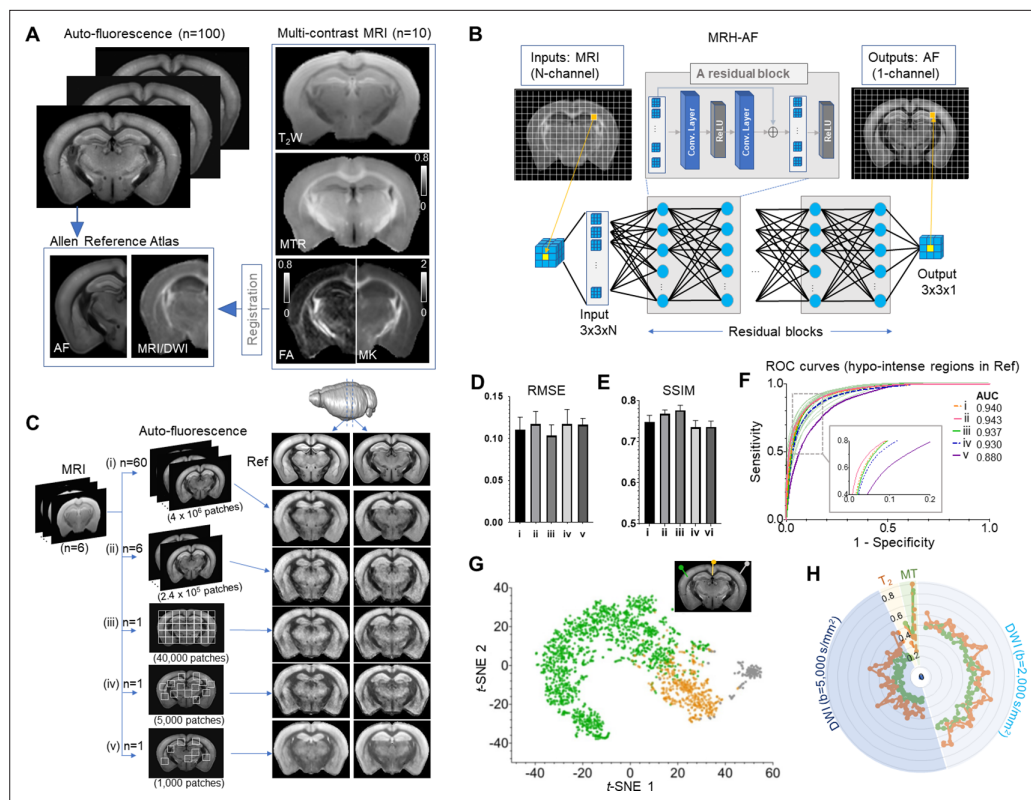 A
Auto-fluorescence (n=100)
Multi-contrast MRI (n=10)
T2W
0.8
0
MTR
0.8
0
2
0
FA
MK
Allen Reference Atlas
AF
MRI/DWI
Registration
B
MRH-AF
Inputs: MRI
(N-channel)
A residual block
Conv. Layer
ReLU
Conv. Layer
ReLU
Outputs: AF
(1-channel)
Input
3x3xN
Residual blocks
Output
3x3x1
C
Auto-fluorescence
Ref
MRI
(n=6)
(i) n=60
(4 x 10⁶ patches)
(ii) n=6
(2.4 x 10⁵ patches)
(iii) n=1
(40,000 patches)
(iv) n=1
(5,000 patches)
(v) n=1
(1,000 patches)
D
RMSE
0.15
0.10
0.05
0.00
i ii iii iv v
E
SSIM
0.8
0.7
0.6
0.5
i ii iii iv vi
F
ROC curves (hypo-intense regions in Ref)
AUC
i 0.940
ii 0.943
iii 0.937
iv 0.930
v 0.880
Sensitivity
1.0
0.5
0.0
0.8
0.6
0.4
0.0 0.1 0.2
0.0 0.5 1.0
1 - Specificity
G
t-SNE 2
40
20
0
-20
-40
-40 -20 0 20 40 60
t-SNE 1
H
T2
MT
0.8
0.6
0.4
0.2
0
DWI (b=5,000 s/mm²)
DWI (b=2,000 s/mm²)